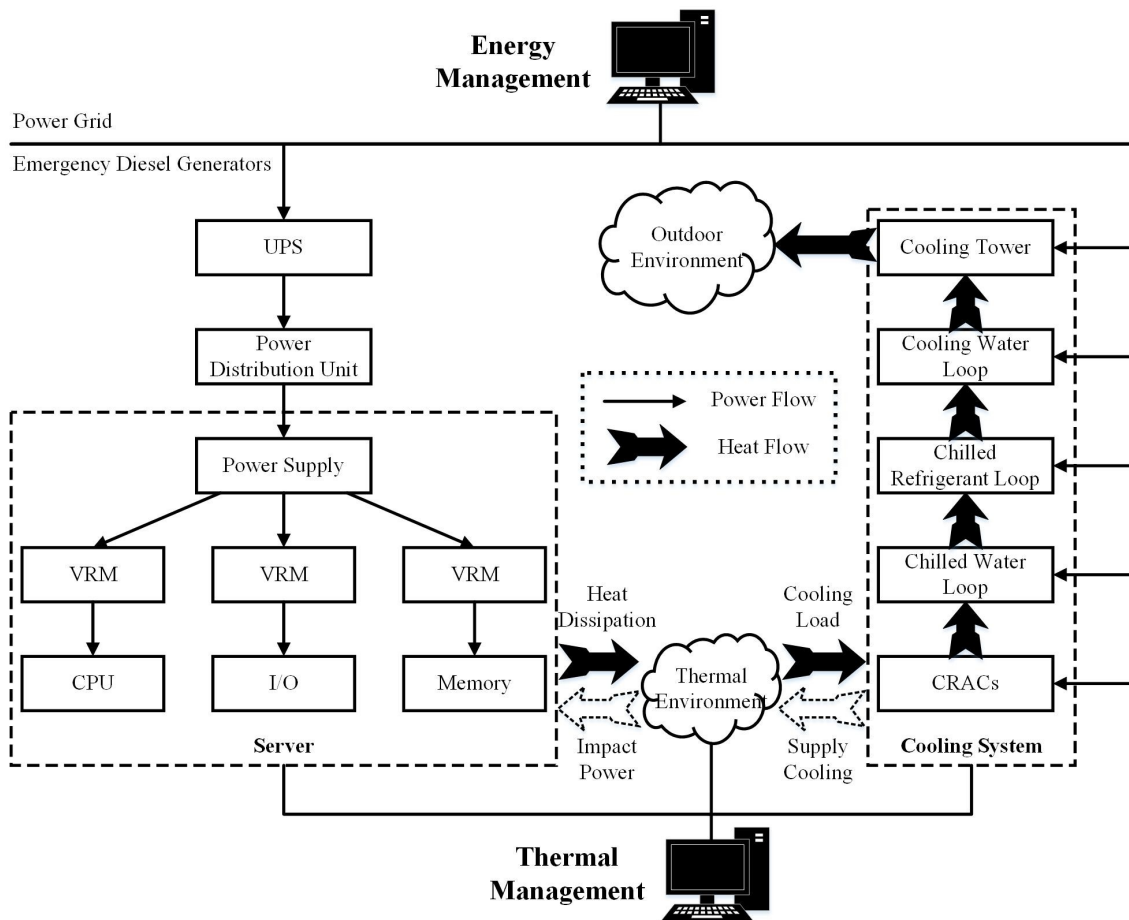 Energy
Management
Power Grid
Emergency Diesel Generators
UPS
Power
Distribution Unit
Power Supply
VRM
VRM
VRM
CPU
I/O
Memory
Server
Outdoor
Environment
Power Flow
Heat Flow
Heat
Dissipation
Impact
Power
Thermal
Environment
Cooling
Load
Supply
Cooling
Cooling Tower
Cooling Water
Loop
Chilled
Refrigerant Loop
Chilled Water
Loop
CRACs
Cooling System
Thermal
Management